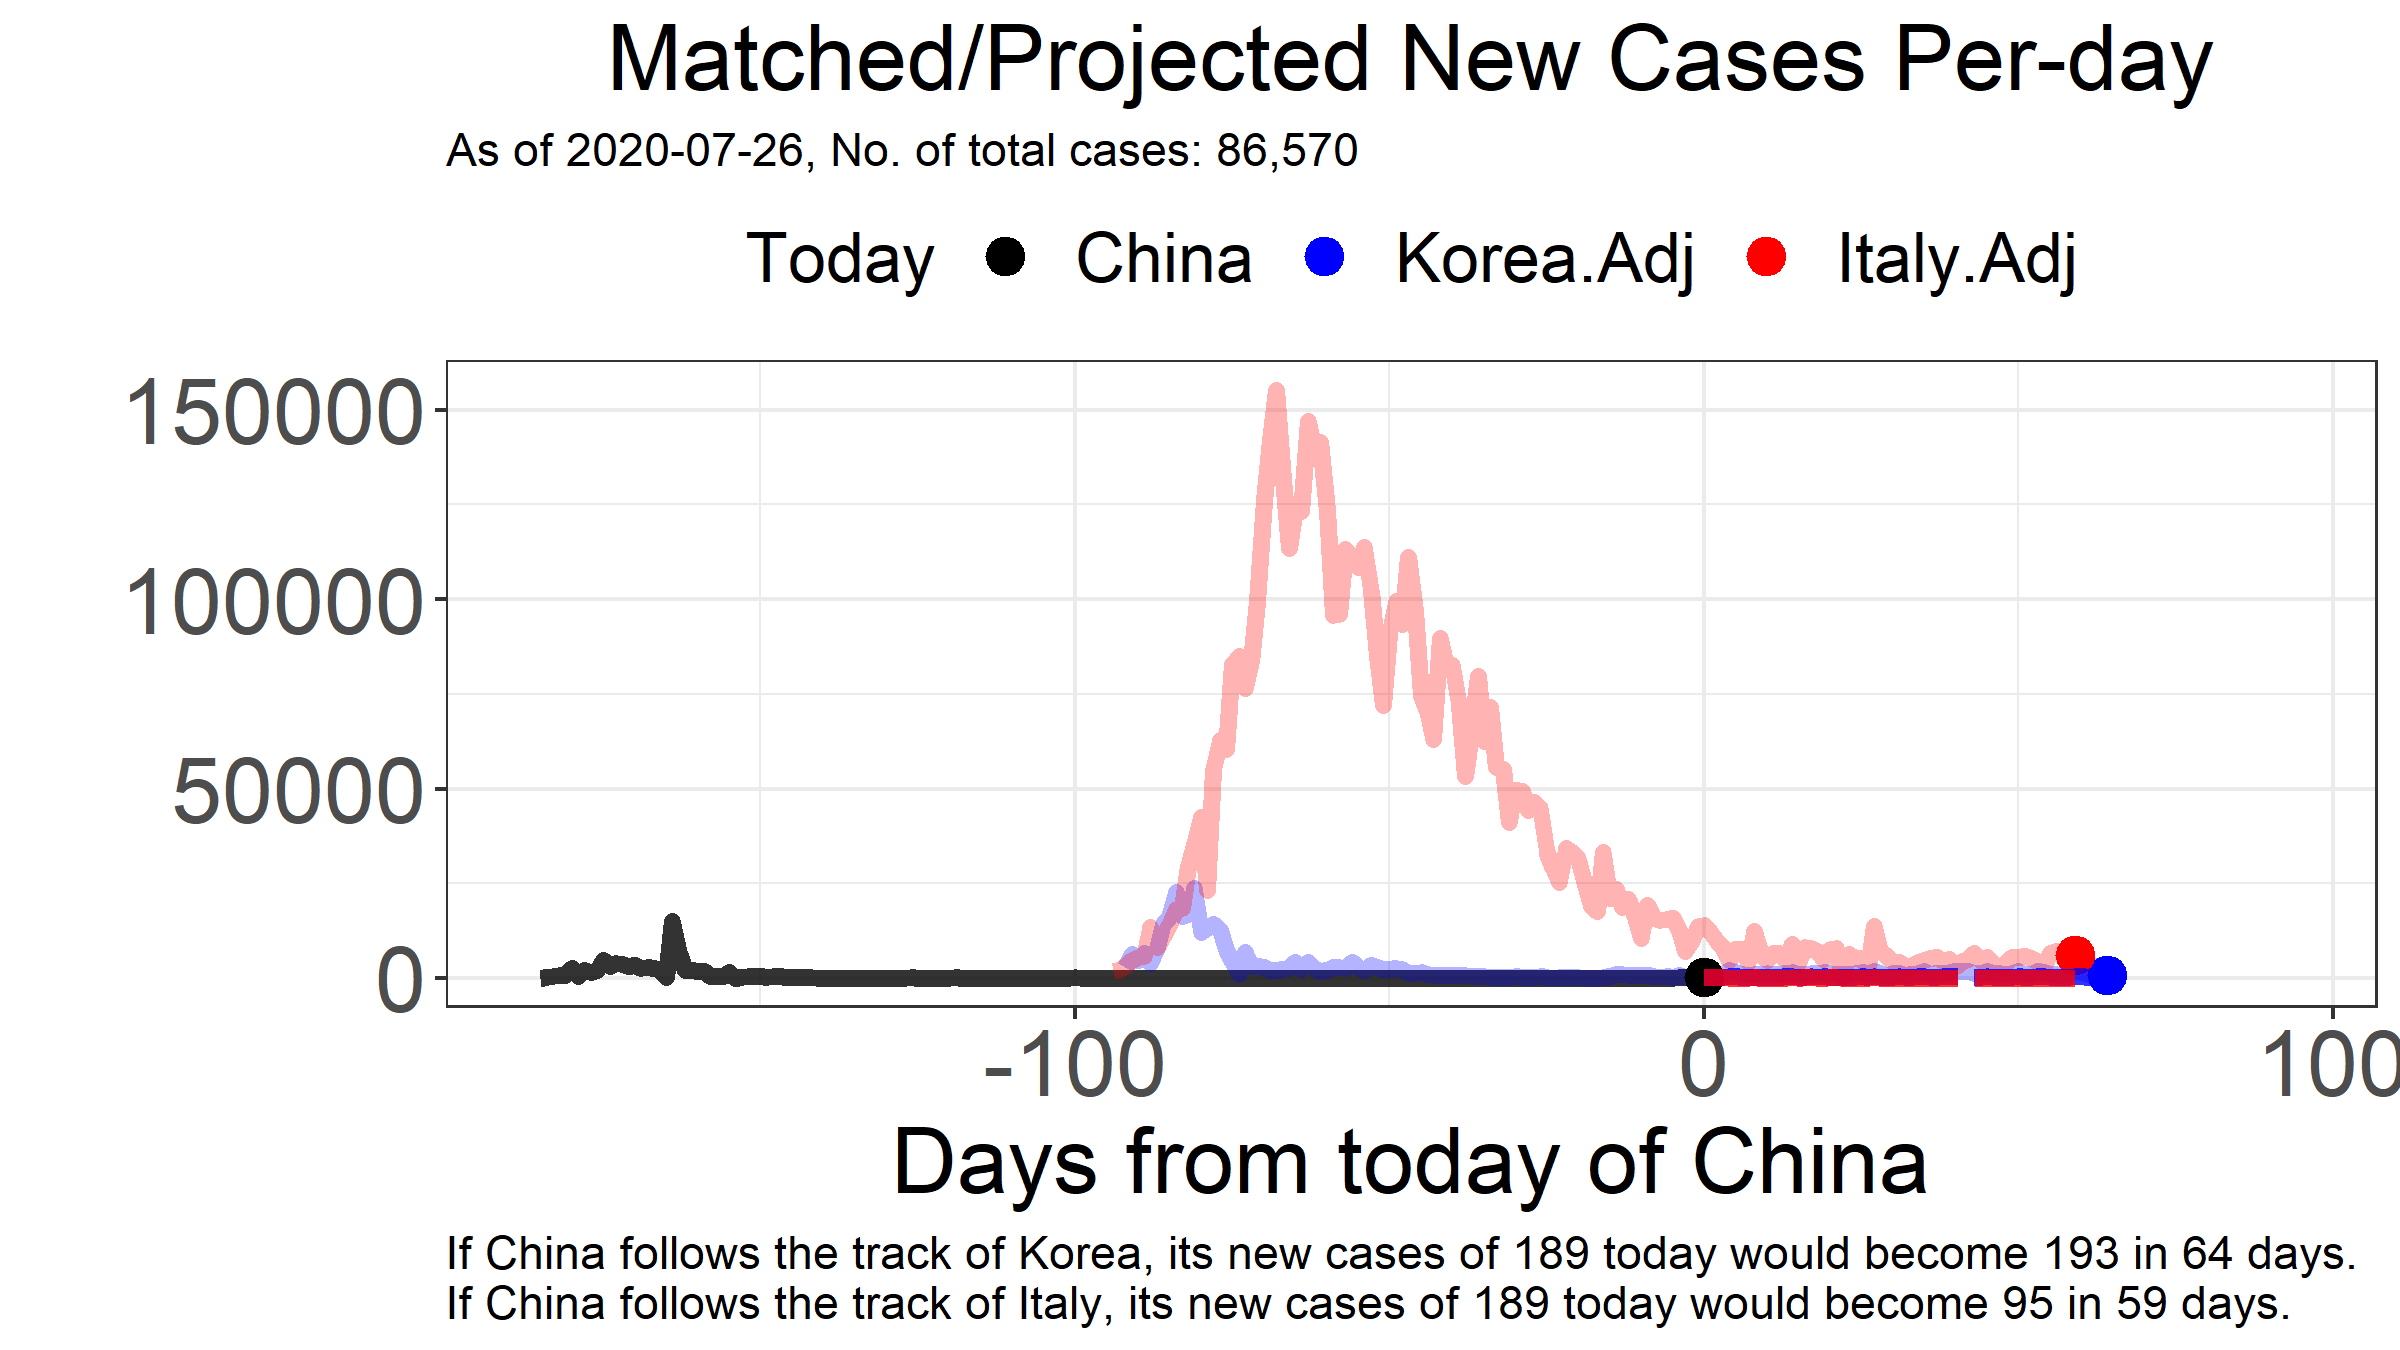 Matched/Projected New Cases Per-day
As of 2020-07-26, No. of total cases: 86,570
Today China Korea.Adj Italy.Adj
150000
100000
50000
0
-100 0 100
Days from today of China
If China follows the track of Korea, its new cases of 189 today would become 193 in 64 days.
If China follows the track of Italy, its new cases of 189 today would become 95 in 59 days.